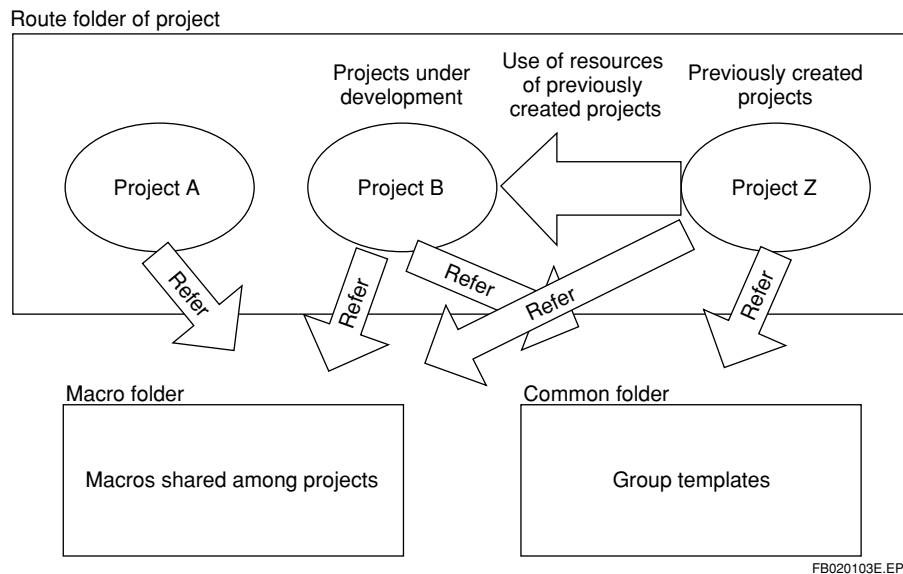 Route folder of project
Projects under
development
Use of resources
of previously
created projects
Previously created
projects
Project A
Project B
Project Z
Refer
Refer
Refer
Refer
Refer
Macro folder
Common folder
Macros shared among projects
Group templates
FB020103E.EP